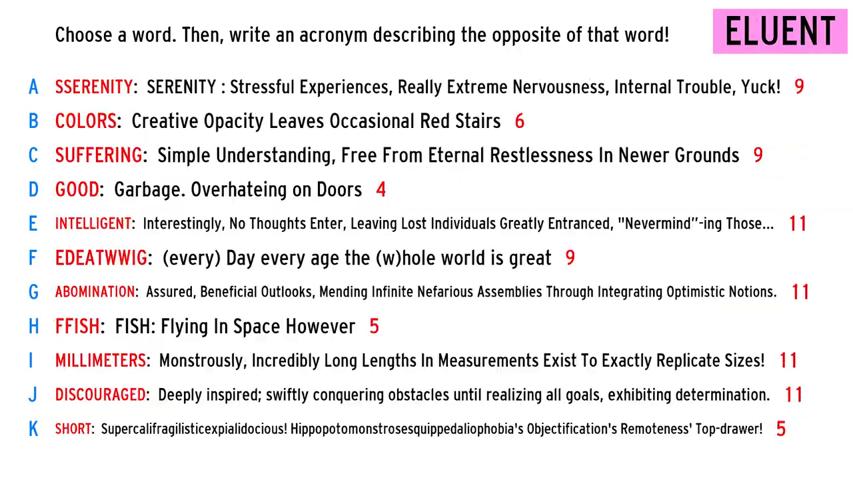 Choose a word. Then, write an acronym describing the opposite of that word!
ELUENT
A SSERENITY: SERENITY : Stressful Experiences, Really Extreme Nervousness, Internal Trouble, Yuck! 9
B COLORS: Creative Opacity Leaves Occasional Red Stairs 6
C SUFFERING: Simple Understanding, Free From Eternal Restlessness In Newer Grounds 9
D GOOD: Garbage. Overhateing on Doors 4
E INTELLIGENT: Interestingly, No Thoughts Enter, Leaving Lost Individuals Greatly Entranced, "Nevermind"-ing Those... 11
F EDEATWWIG: (every) Day every age the (w)hole world is great 9
G ABOMINATION: Assured, Beneficial Outlooks, Mending Infinite Nefarious Assemblies Through Integrating Optimistic Notions. 11
H FFISH: FISH: Flying In Space However 5
I MILLIMETERS: Monstrously, Incredibly Long Lengths In Measurements Exist To Exactly Replicate Sizes! 11
J DISCOURAGED: Deeply inspired; swiftly conquering obstacles until realizing all goals, exhibiting determination. 11
K SHORT: Supercalifragilisticexpialidocious! Hippopotomonstrosesquippedaliophobia's Objectification's Remoteness' Top-drawer! 5